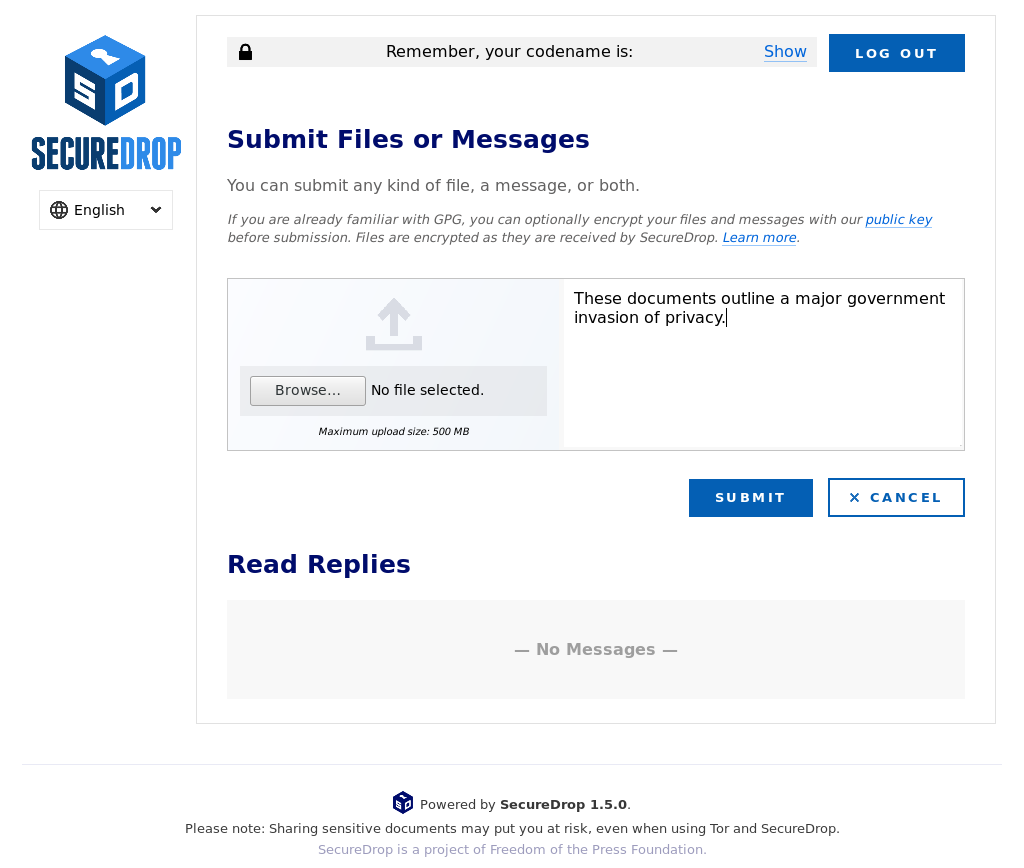 Remember, your codename is:
Show
LOG OUT
SD
SECUREDROP
English
Submit Files or Messages
You can submit any kind of file, a message, or both.
If you are already familiar with GPG, you can optionally encrypt your files and messages with our public key
before submission. Files are encrypted as they are received by SecureDrop. Learn more.
Browse...
No file selected.
Maximum upload size: 500 MB
These documents outline a major government
invasion of privacy.
SUBMIT
× CANCEL
Read Replies
— No Messages —
Powered by SecureDrop 1.5.0.
Please note: Sharing sensitive documents may put you at risk, even when using Tor and SecureDrop.
SecureDrop is a project of Freedom of the Press Foundation.